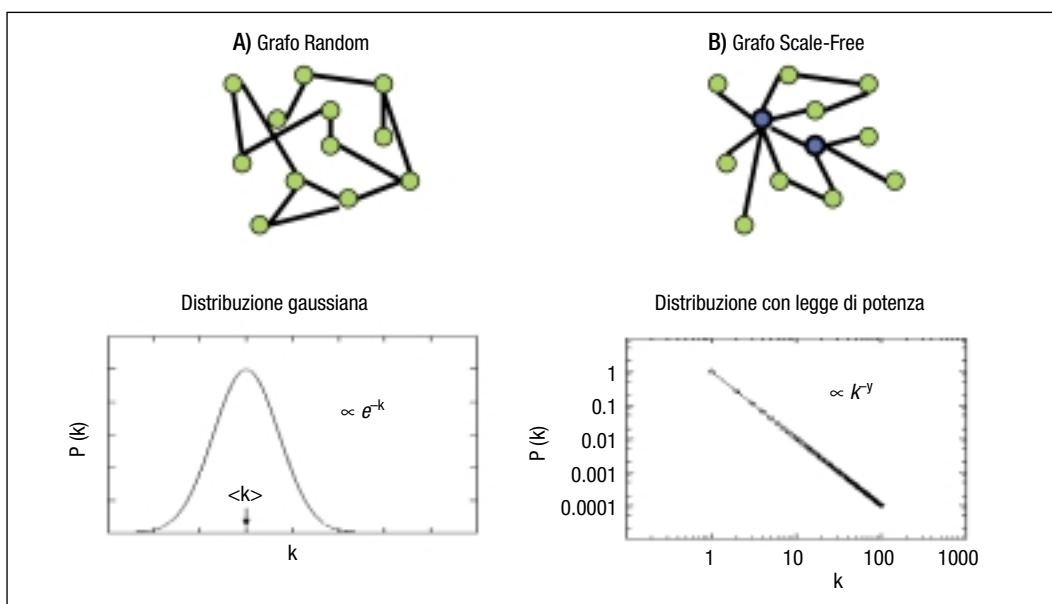 A) Grafo Random
B) Grafo Scale-Free
Distribuzione gaussiana
P (k)
∝ e⁻ᵏ
<k>
k
Distribuzione con legge di potenza
P (k)
1
0.1
0.01
0.001
0.0001
∝ k⁻ʸ
1 10 100 1000
k